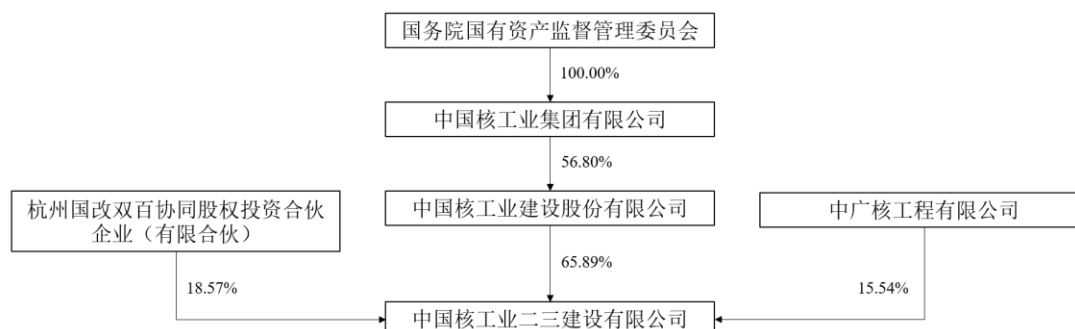 国务院国有资产监督管理委员会
100.00%
中国核工业集团有限公司
56.80%
杭州国改双百协同股权投资合伙
企业（有限合伙）
中国核工业建设股份有限公司
中广核工程有限公司
18.57%
65.89%
15.54%
中国核工业二三建设有限公司